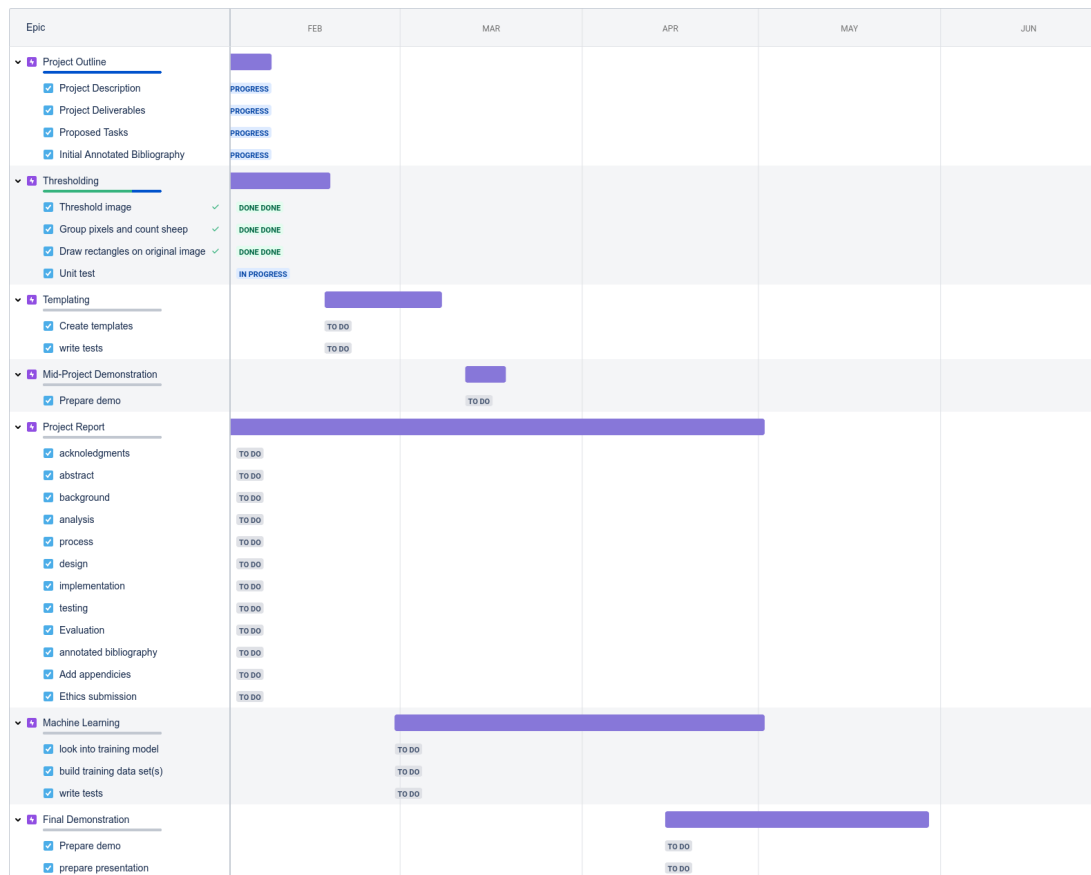 Epic FEB MAR APR MAY JUN
Project Outline
Project Description PROGRESS
Project Deliverables PROGRESS
Proposed Tasks PROGRESS
Initial Annotated Bibliography PROGRESS
Thresholding
Threshold image DONE DONE
Group pixels and count sheep DONE DONE
Draw rectangles on original image DONE DONE
Unit test IN PROGRESS
Templating
Create templates TO DO
write tests TO DO
Mid-Project Demonstration
Prepare demo TO DO
Project Report
acknoledgments TO DO
abstract TO DO
background TO DO
analysis TO DO
process TO DO
design TO DO
implementation TO DO
testing TO DO
Evaluation TO DO
annotated bibliography TO DO
Add appendicies TO DO
Ethics submission TO DO
Machine Learning
look into training model TO DO
build training data set(s) TO DO
write tests TO DO
Final Demonstration
Prepare demo TO DO
prepare presentation TO DO